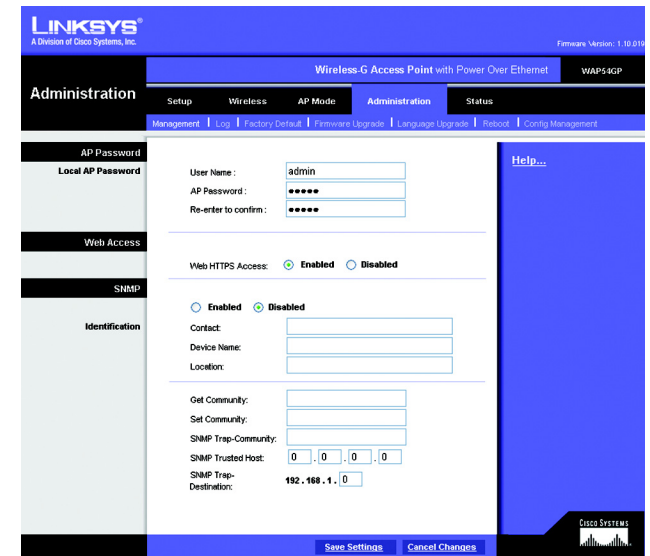 LINKSYS®
A Division of Cisco Systems, Inc.
Firmware Version: 1.10.019
Wireless-G Access Point with Power Over Ethernet WAP54GP
Administration
Setup Wireless AP Mode Administration Status
Management | Log | Factory Default | Firmware Upgrade | Language Upgrade | Reboot | Config Management
AP Password
Local AP Password
User Name : admin
AP Password : •••••
Re-enter to confirm : •••••
Help...
Web Access
Web HTTPS Access: Enabled Disabled
SNMP
Enabled Disabled
Identification
Contact:
Device Name:
Location:
Get Community:
Set Community:
SNMP Trap-Community:
SNMP Trusted Host: 0 . 0 . 0 . 0
SNMP Trap-
Destination: 192.168.1. 0
Save Settings Cancel Changes
CISCO SYSTEMS